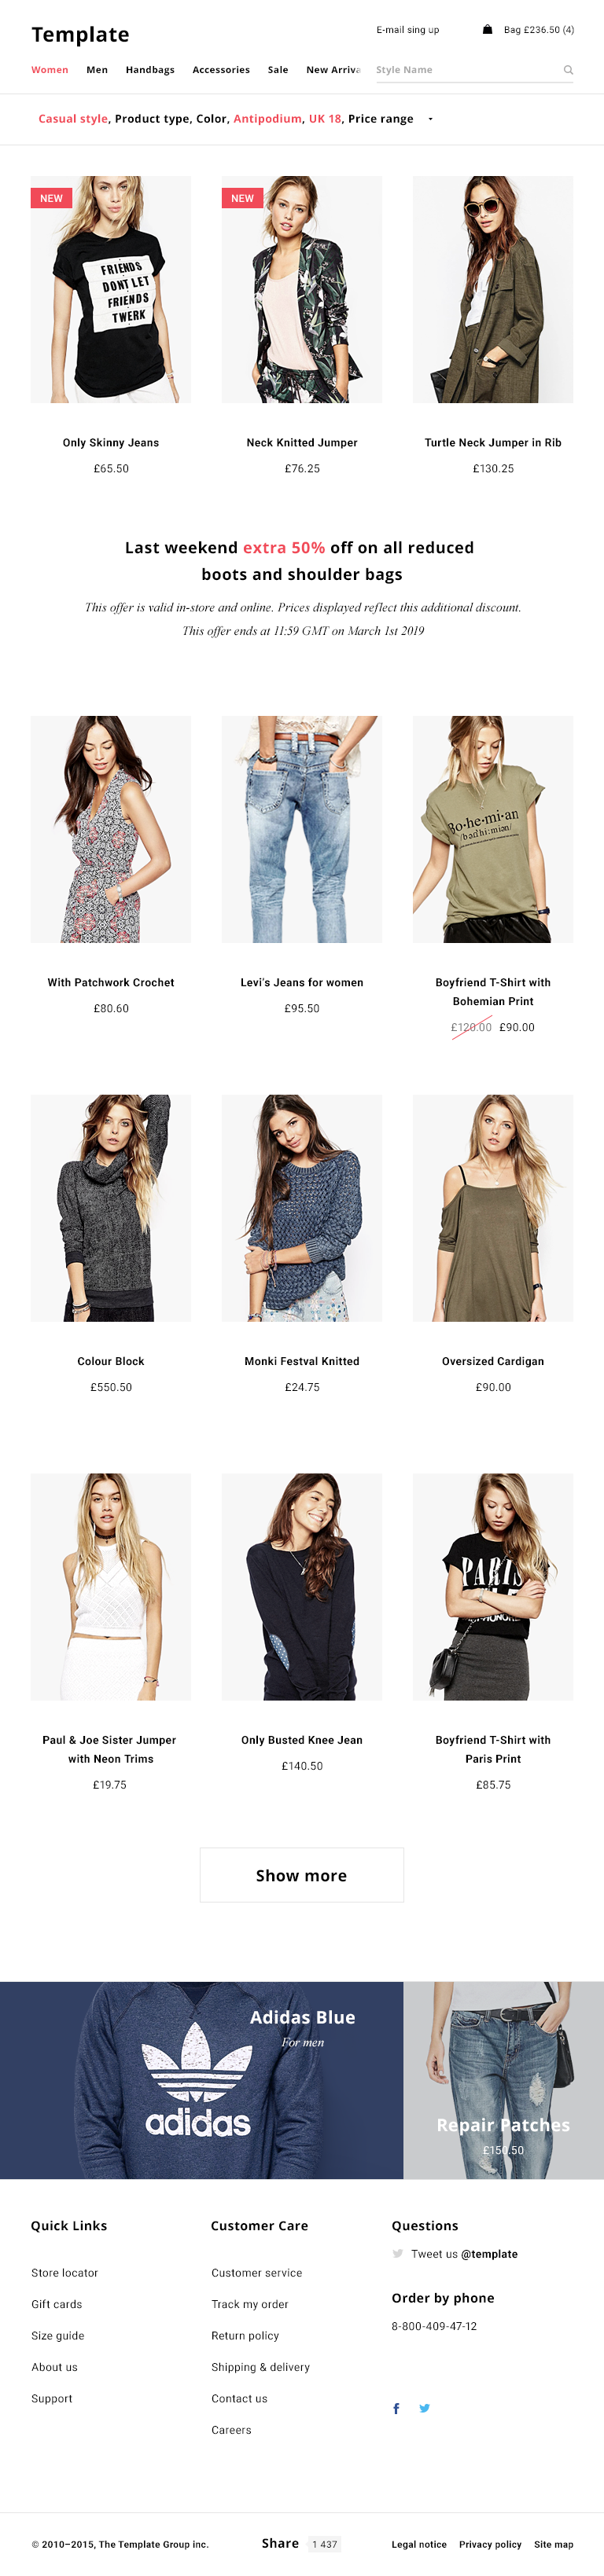 Template
E-mail sing up
Bag £236.50 (4)
Women Men Handbags Accessories Sale New Arriva
Style Name
Casual style, Product type, Color, Antipodium, UK 18, Price range
NEW
NEW
FRIENDS
DONT LET
FRIENDS
TWERK
Only Skinny Jeans
£65.50
Neck Knitted Jumper
£76.25
Turtle Neck Jumper in Rib
£130.25
Last weekend extra 50% off on all reduced
boots and shoulder bags
This offer is valid in-store and online. Prices displayed reflect this additional discount.
This offer ends at 11:59 GMT on March 1st 2019
Bo·he·mi·an
With Patchwork Crochet
£80.60
Levi's Jeans for women
£95.50
Boyfriend T-Shirt with
Bohemian Print
£120.00 £90.00
Colour Block
£550.50
Monki Festval Knitted
£24.75
Oversized Cardigan
£90.00
PARIS
Paul & Joe Sister Jumper
with Neon Trims
£19.75
Only Busted Knee Jean
£140.50
Boyfriend T-Shirt with
Paris Print
£85.75
Show more
Adidas Blue
For men
adidas
Repair Patches
£150.50
Quick Links
Store locator
Gift cards
Size guide
About us
Support
Customer Care
Customer service
Track my order
Return policy
Shipping & delivery
Contact us
Careers
Questions
Tweet us @template
Order by phone
8-800-409-47-12
© 2010–2015, The Template Group inc.
Share 1 437
Legal notice Privacy policy Site map